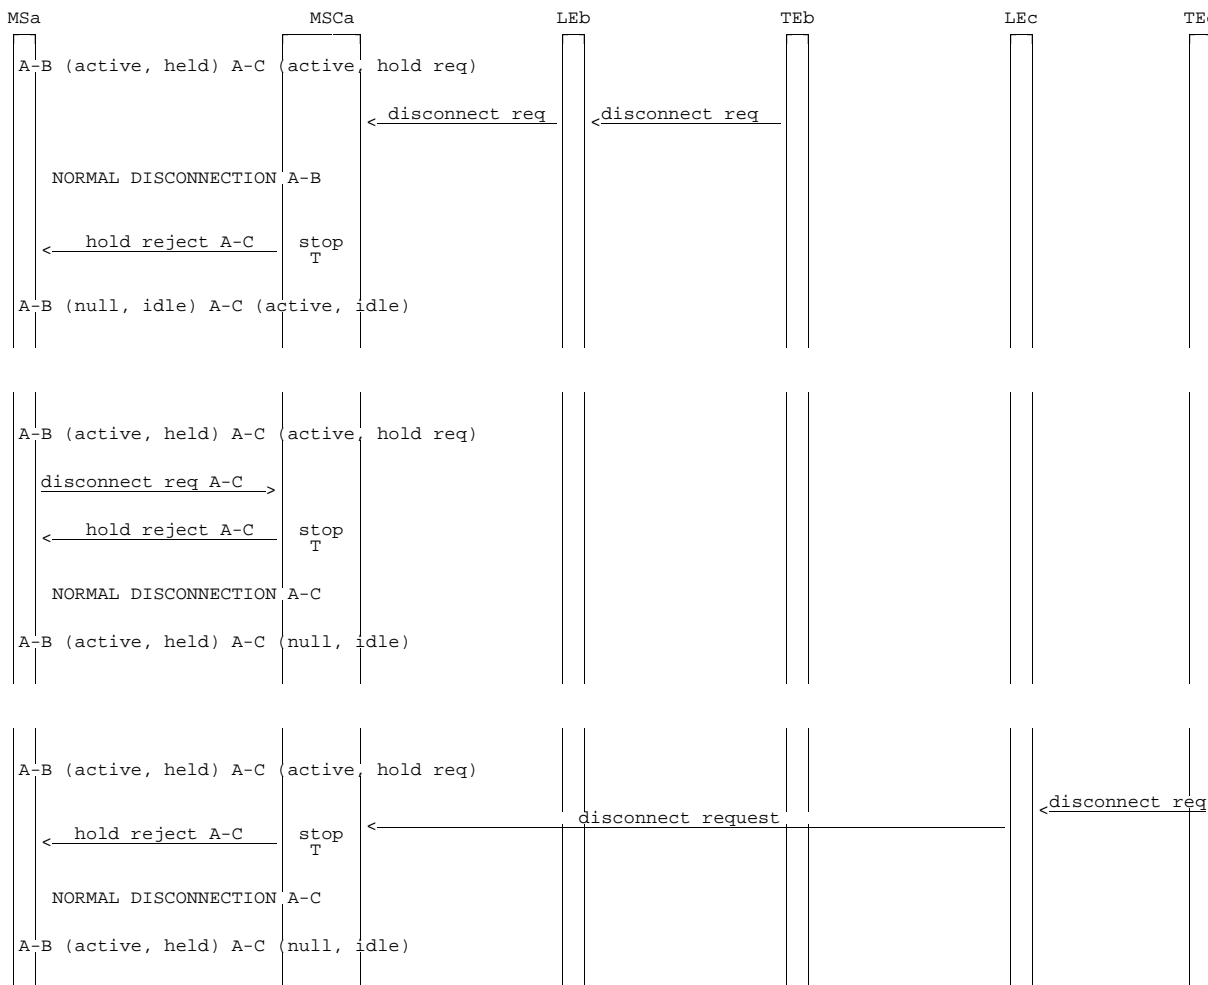 MSa MSCa LEb TEb LEc TEc
A-B (active, held) A-C (active, hold req)
disconnect req disconnect req
NORMAL DISCONNECTION A-B
hold reject A-C stop
T
A-B (null, idle) A-C (active, idle)
A-B (active, held) A-C (active, hold req)
disconnect req A-C
hold reject A-C stop
T
NORMAL DISCONNECTION A-C
A-B (active, held) A-C (null, idle)
A-B (active, held) A-C (active, hold req)
disconnect req
disconnect request
hold reject A-C stop
T
NORMAL DISCONNECTION A-C
A-B (active, held) A-C (null, idle)